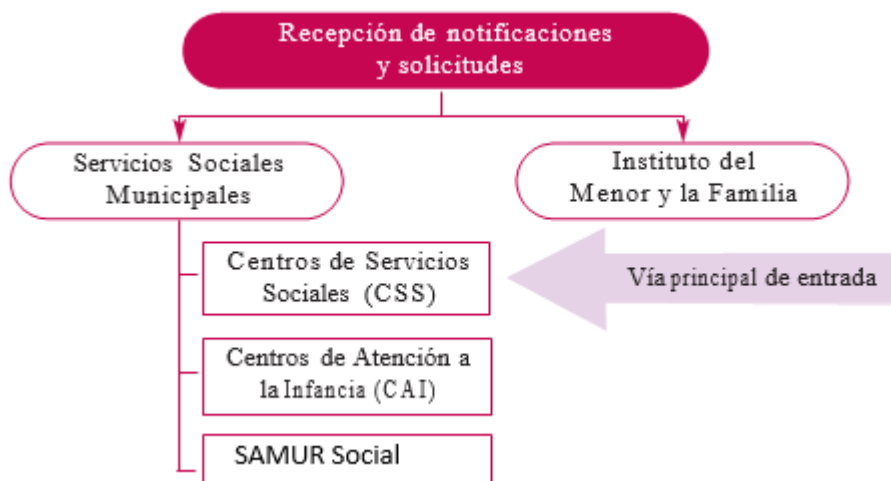 Recepción de notificaciones
y solicitudes
Servicios Sociales
Municipales
Instituto del
Menor y la Familia
Centros de Servicios
Sociales (CSS)
Vía principal de entrada
Centros de Atención a
la Infancia (CAI)
SAMUR Social